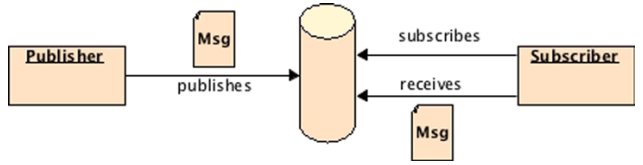 Msg
Publisher
publishes
subscribes
Subscriber
receives
Msg